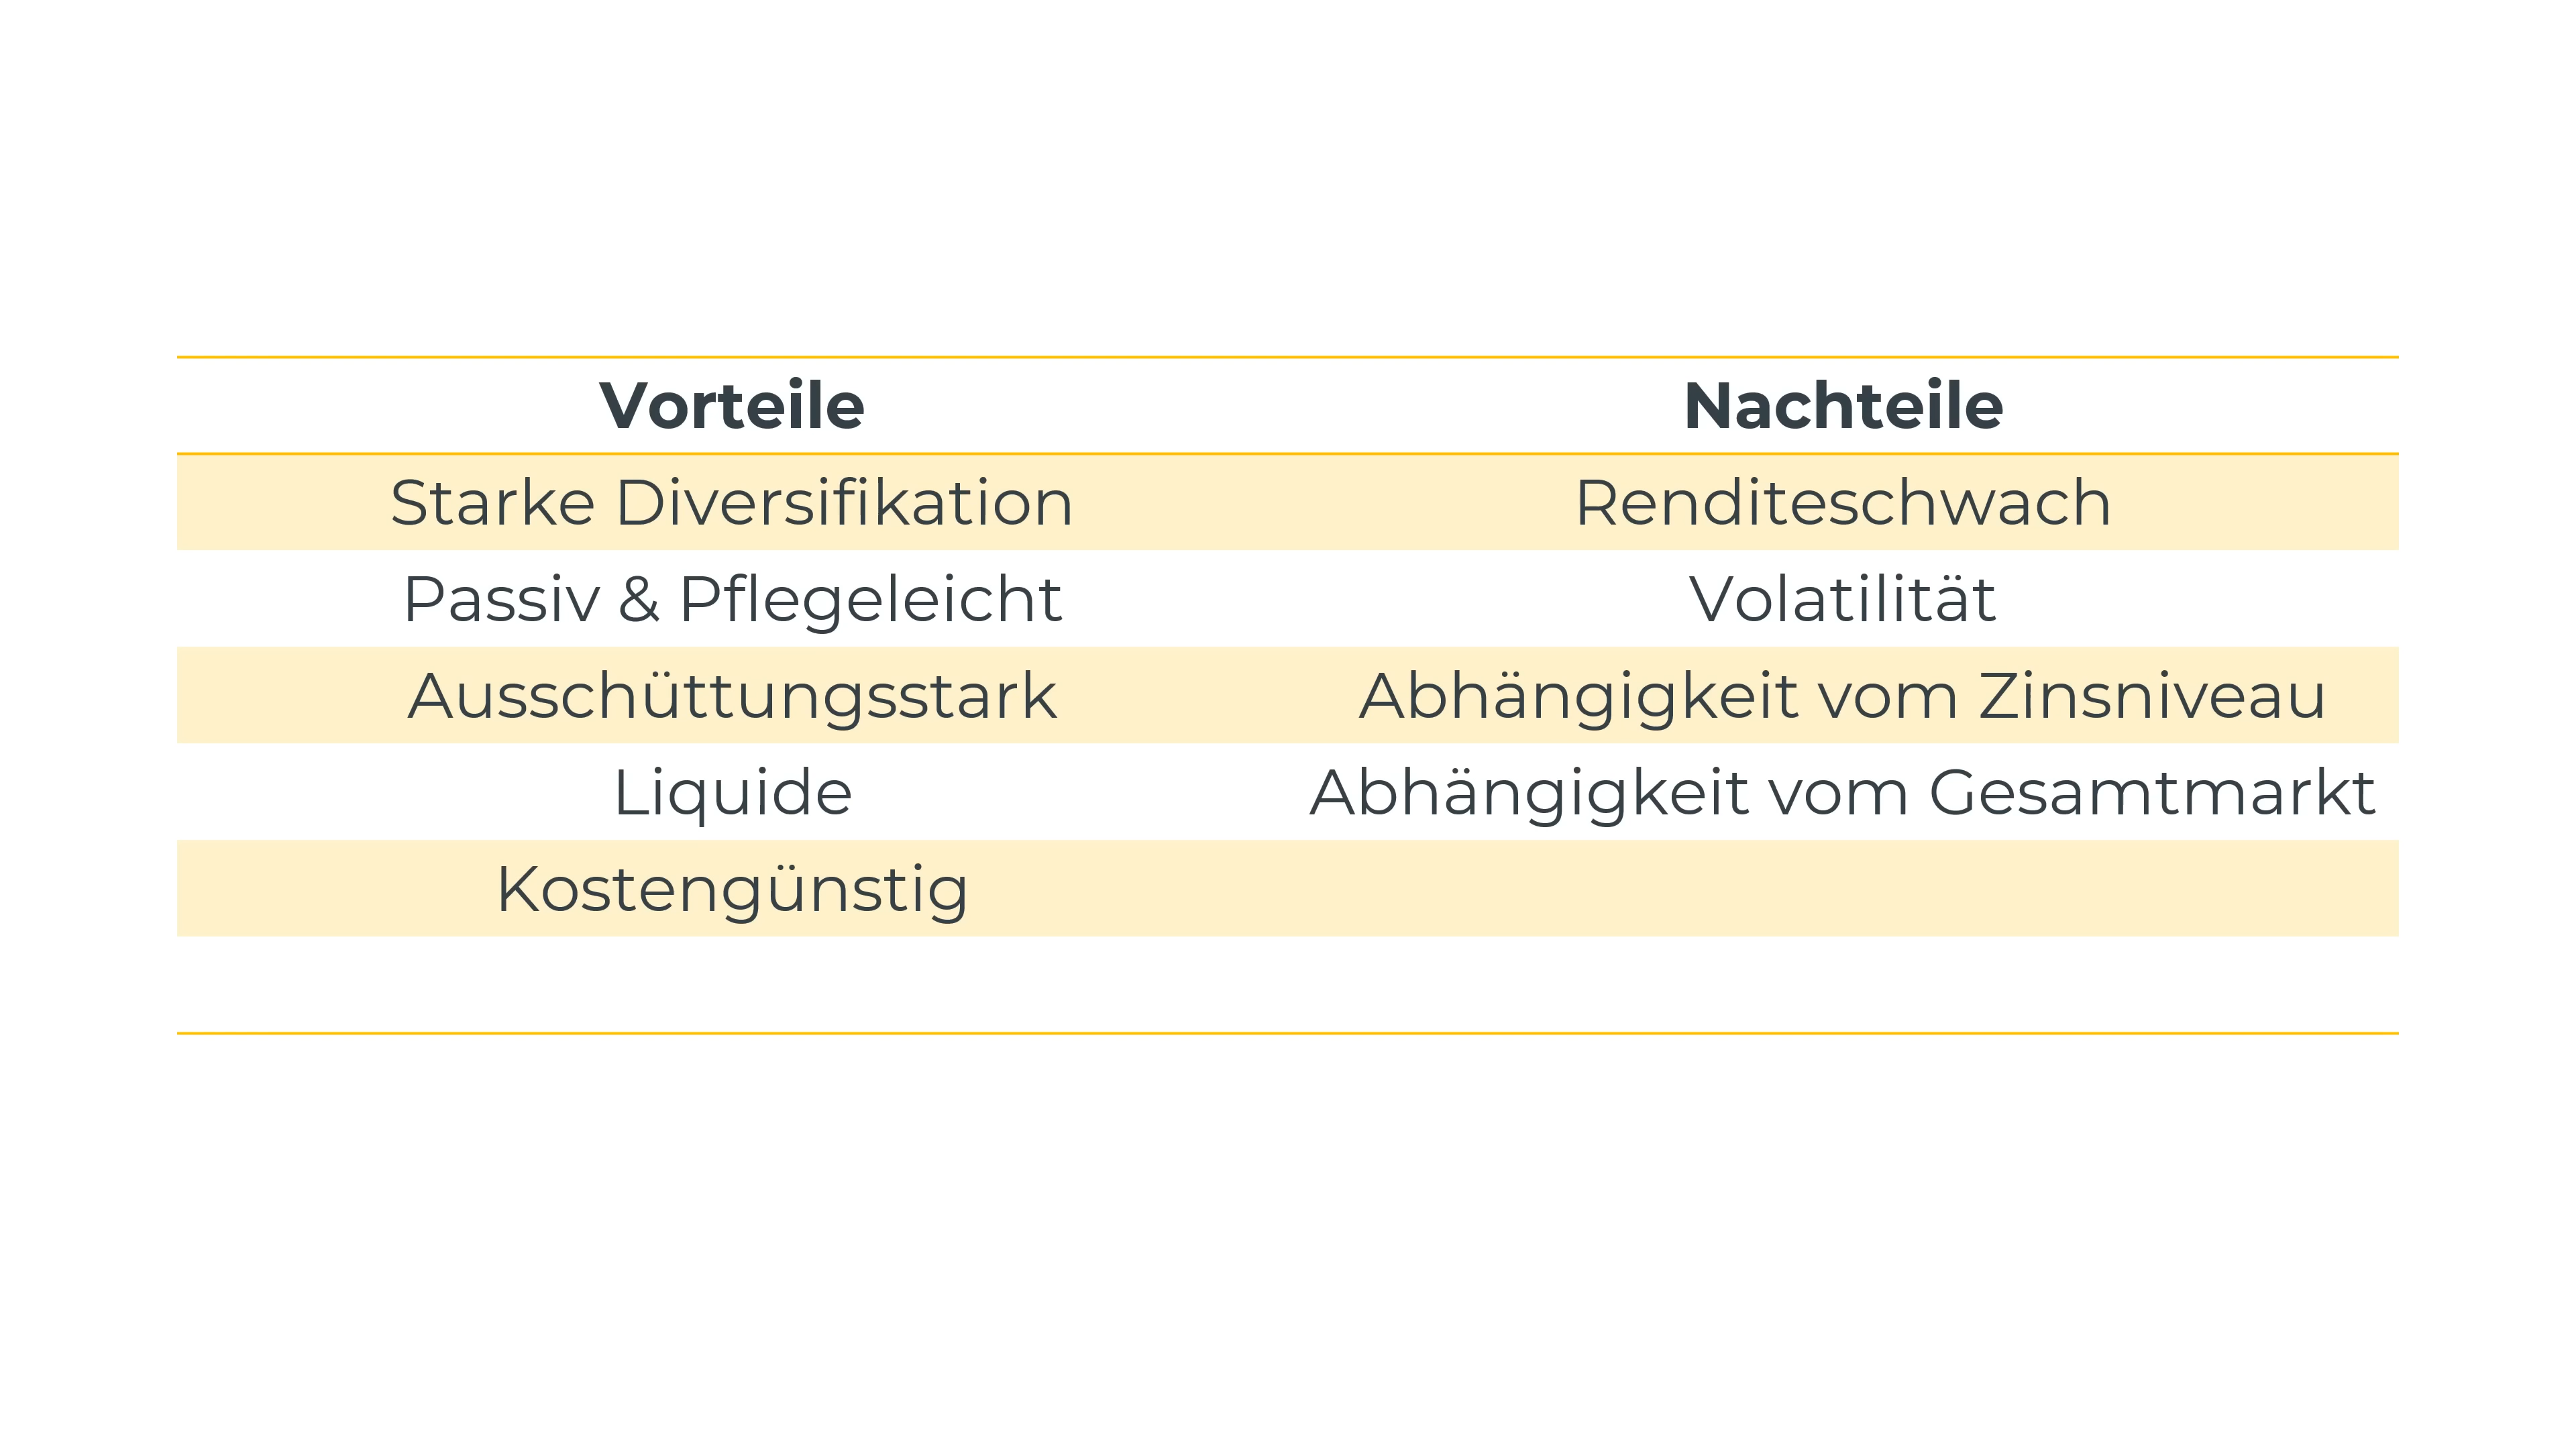 Vorteile Nachteile
Starke Diversifikation Renditeschwach
Passiv & Pflegeleicht Volatilität
Ausschüttungsstark Abhängigkeit vom Zinsniveau
Liquide Abhängigkeit vom Gesamtmarkt
Kostengünstig